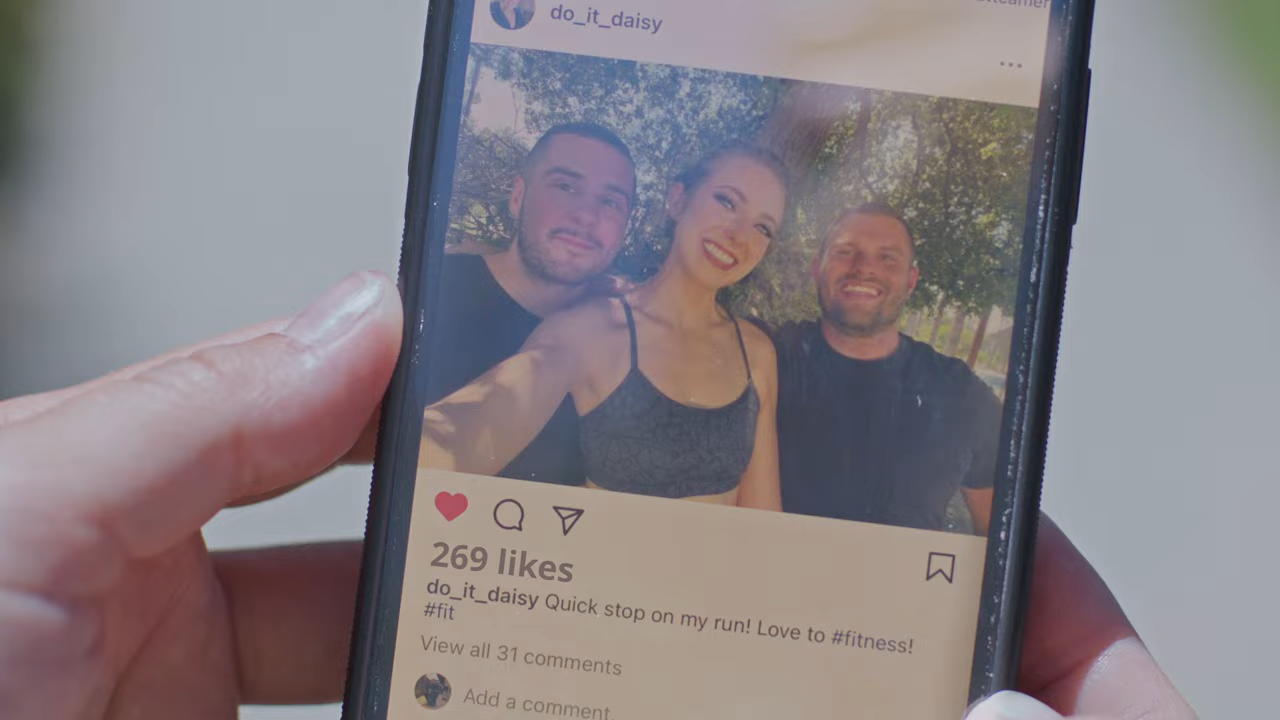 do_it_daisy
269 likes
do_it_daisy Quick stop on my run! Love to #fitness!
#fit
View all 31 comments
Add a comment